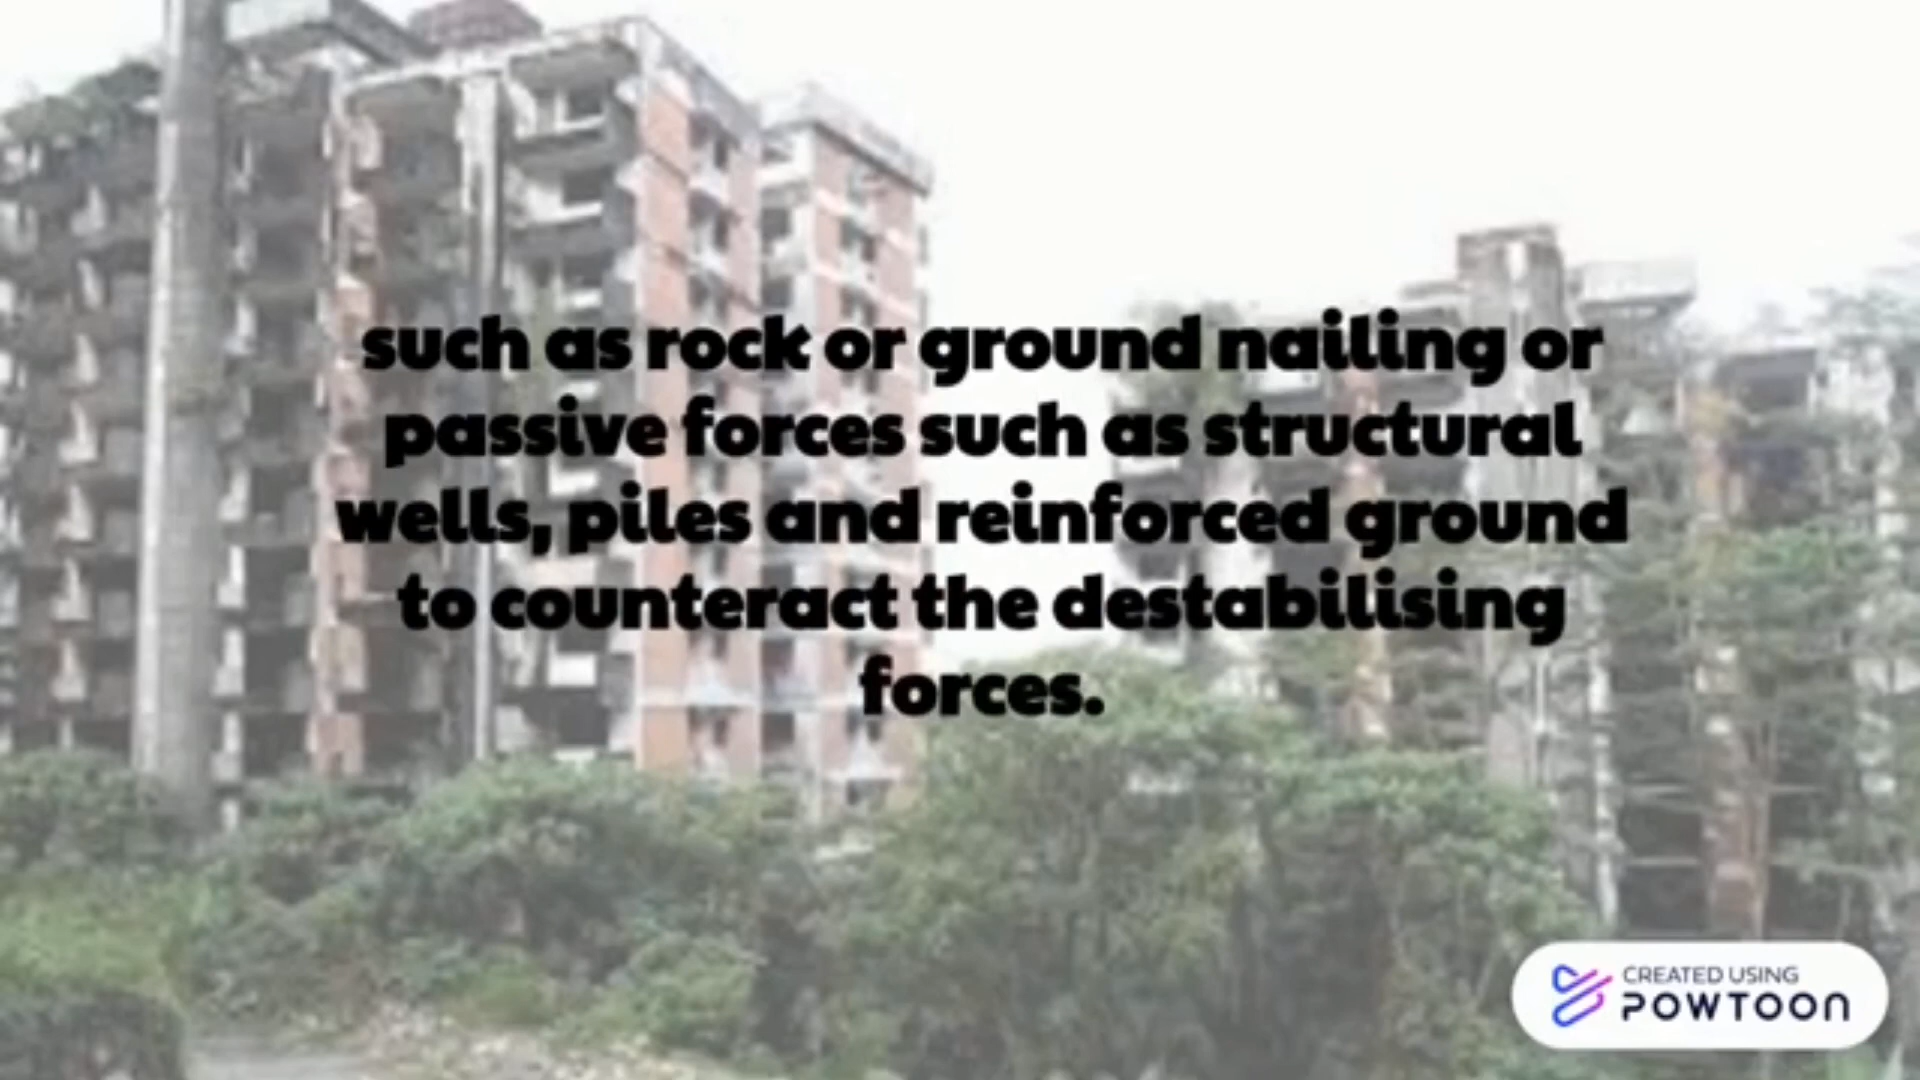 such as rock or ground nailing or
passive forces such as structural
wells, piles and reinforced ground
to counteract the destabilising
forces.
CREATED USING
POWTOON